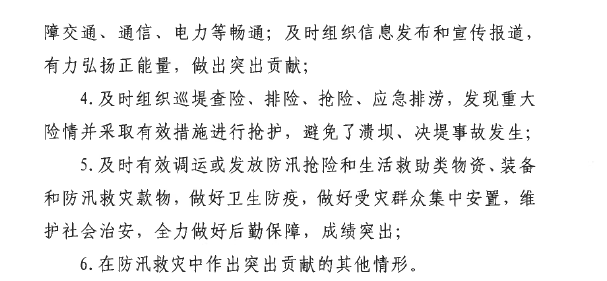 障交通、通信、电力等畅通；及时组织信息发布和宣传报道，
有力弘扬正能量，做出突出贡献；
4.及时组织巡堤查险、排险、抢险、应急排涝，发现重大
险情并采取有效措施进行抢护，避免了溃坝、决堤事故发生；
5.及时有效调运或发放防汛抢险和生活救助类物资、装备
和防汛救灾款物，做好卫生防疫，做好受灾群众集中安置，维
护社会治安，全力做好后勤保障，成绩突出；
6.在防汛救灾中作出突出贡献的其他情形。